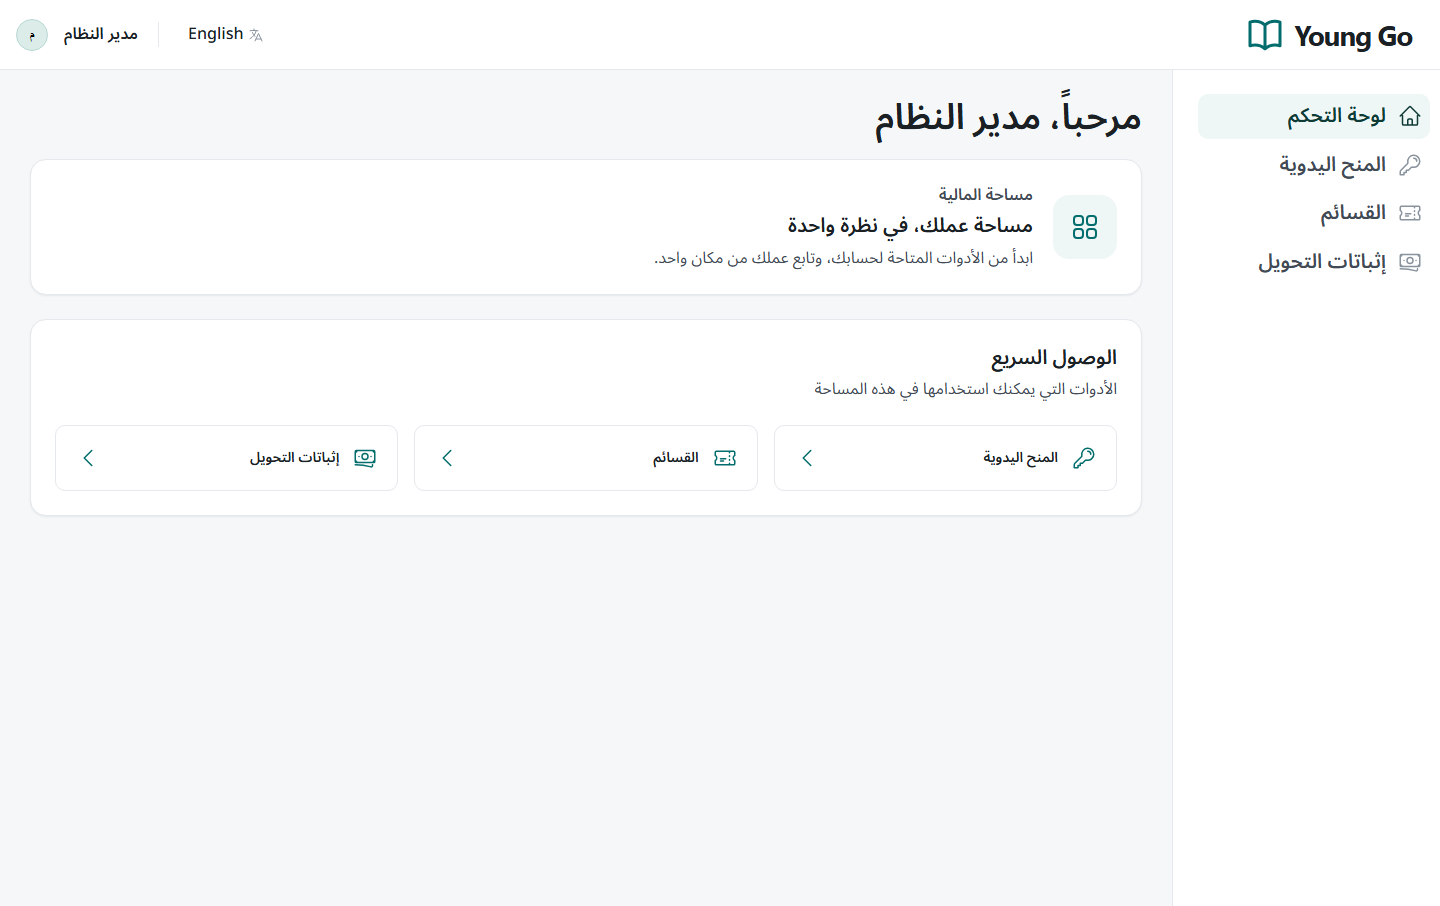 Young Go
English
مدير النظام
م
لوحة التحكم
المنح اليدوية
القسائم
إثباتات التحويل
مرحباً، مدير النظام
مساحة المالية
مساحة عملك، في نظرة واحدة
ابدأ من الأدوات المتاحة لحسابك، وتابع عملك من مكان واحد.
الوصول السريع
الأدوات التي يمكنك استخدامها في هذه المساحة
المنح اليدوية
القسائم
إثباتات التحويل